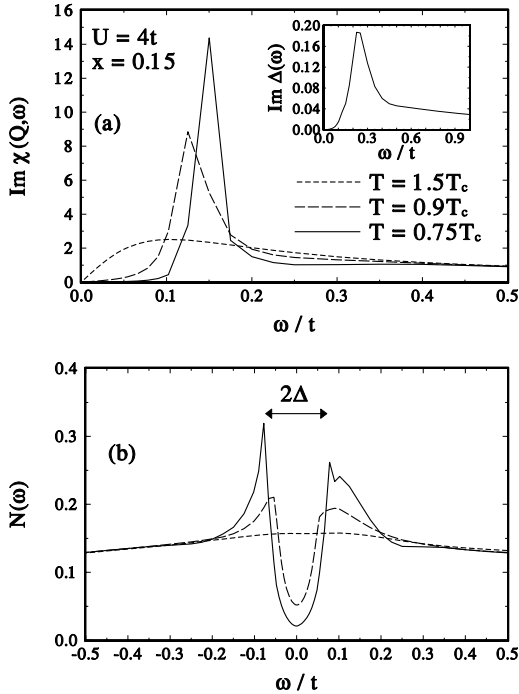 16
14
12
10
8
6
4
2
0
Im χ (Q,ω)
U = 4t
x = 0.15
(a)
0.20
0.16
0.12
0.08
0.04
0.00
Im Δ(ω)
0.0 0.3 0.6 0.9
ω / t
T = 1.5Tc
T = 0.9Tc
T = 0.75Tc
0.0 0.1 0.2 0.3 0.4 0.5
ω / t
0.4
0.3
0.2
0.1
0.0
N(ω)
(b)
2Δ
-0.5 -0.4 -0.3 -0.2 -0.1 0.0 0.1 0.2 0.3 0.4 0.5
ω / t